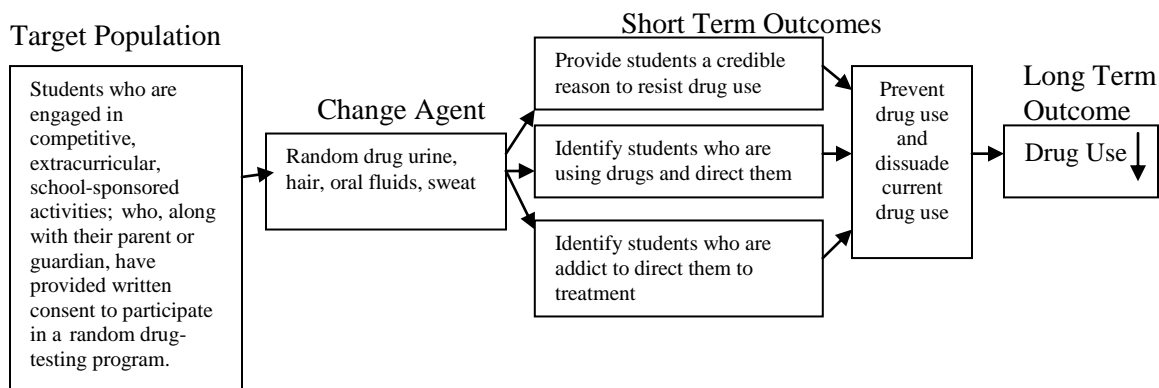 Target Population
Students who are
engaged in
competitive,
extracurricular,
school-sponsored
activities; who, along
with their parent or
guardian, have
provided written
consent to participate
in a random drug-
testing program.
Change Agent
Random drug urine,
hair, oral fluids, sweat
Short Term Outcomes
Provide students a credible
reason to resist drug use
Identify students who are
using drugs and direct them
Identify students who are
addict to direct them to
treatment
Prevent
drug use
and
dissuade
current
drug use
Long Term
Outcome
Drug Use